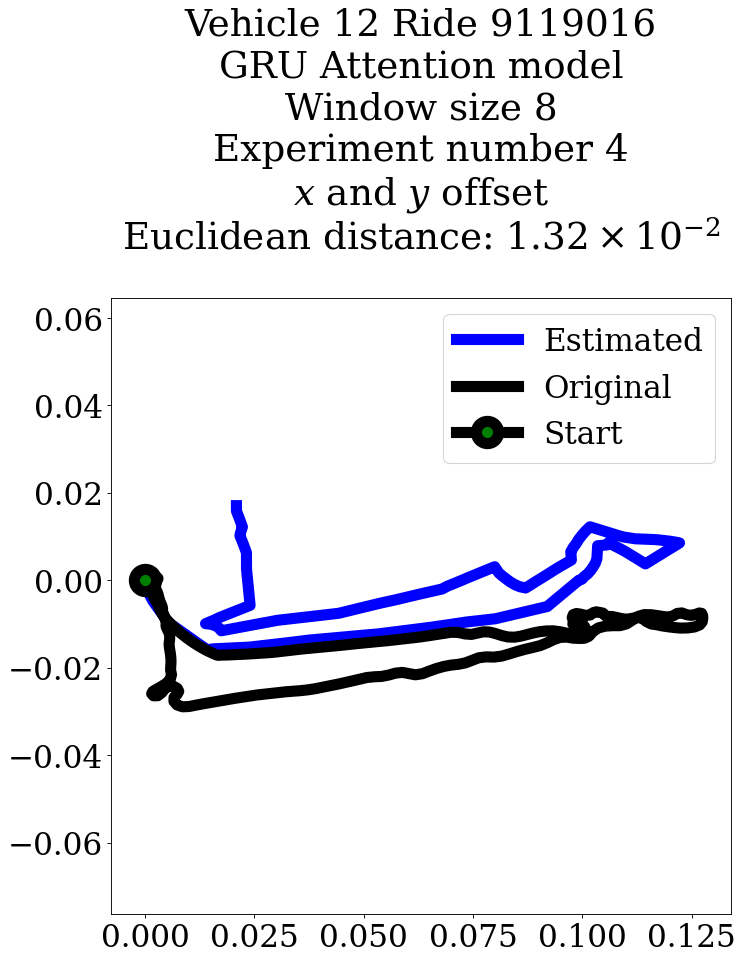 Vehicle 12 Ride 9119016
GRU Attention model
Window size 8
Experiment number 4
x and y offset
Euclidean distance: 1.32 × 10⁻²
0.06
0.04
0.02
0.00
−0.02
−0.04
−0.06
Estimated
Original
Start
0.000 0.025 0.050 0.075 0.100 0.125